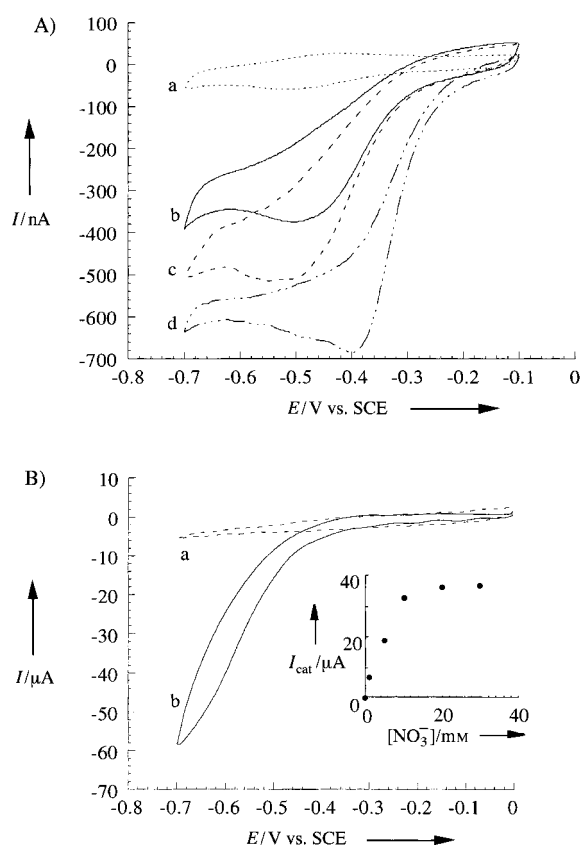 A)
100
0
-100
-200
-300
-400
-500
-600
-700
I/nA
a
b
c
d
-0.8 -0.7 -0.6 -0.5 -0.4 -0.3 -0.2 -0.1 0
E/V vs. SCE
B)
10
0
-10
-20
-30
-40
-50
-60
-70
I/µA
a
b
40
20
0
I_cat/µA
0 20 40
[NO₃⁻]/mM
-0.8 -0.7 -0.6 -0.5 -0.4 -0.3 -0.2 -0.1 0
E/V vs. SCE